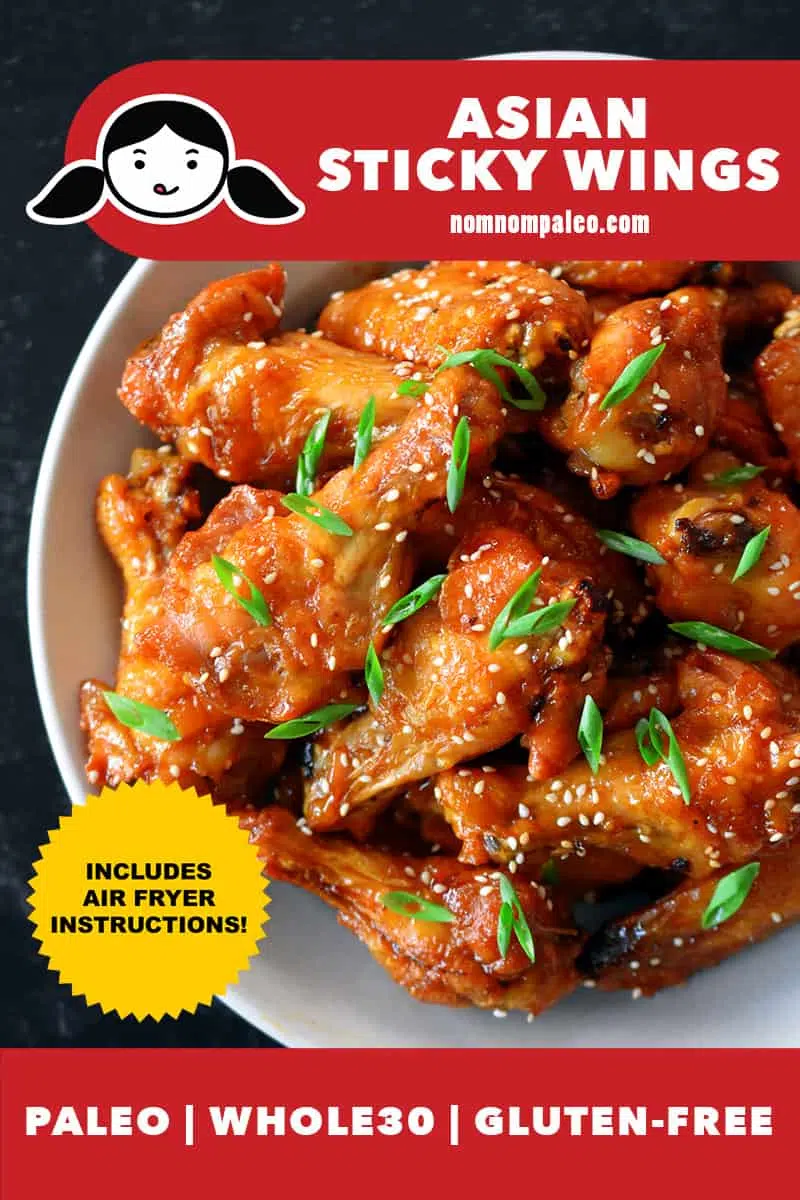 ASIAN
STICKY WINGS
nomnompaleo.com
INCLUDES
AIR FRYER
INSTRUCTIONS!
PALEO | WHOLE30 | GLUTEN-FREE